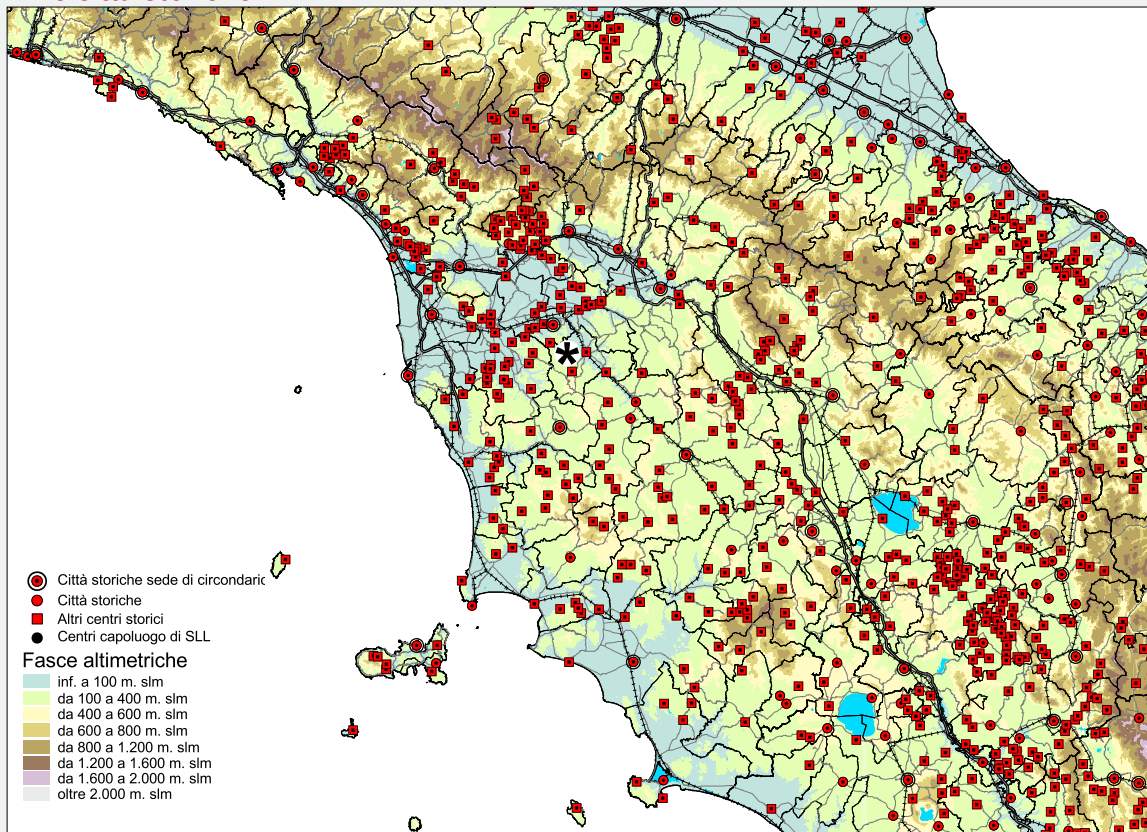 Città storiche sede di circondaric
Città storiche
Altri centri storici
Centri capoluogo di SLL
Fasce altimetriche
inf. a 100 m. slm
da 100 a 400 m. slm
da 400 a 600 m. slm
da 600 a 800 m. slm
da 800 a 1.200 m. slm
da 1.200 a 1.600 m. slm
da 1.600 a 2.000 m. slm
oltre 2.000 m. slm
*